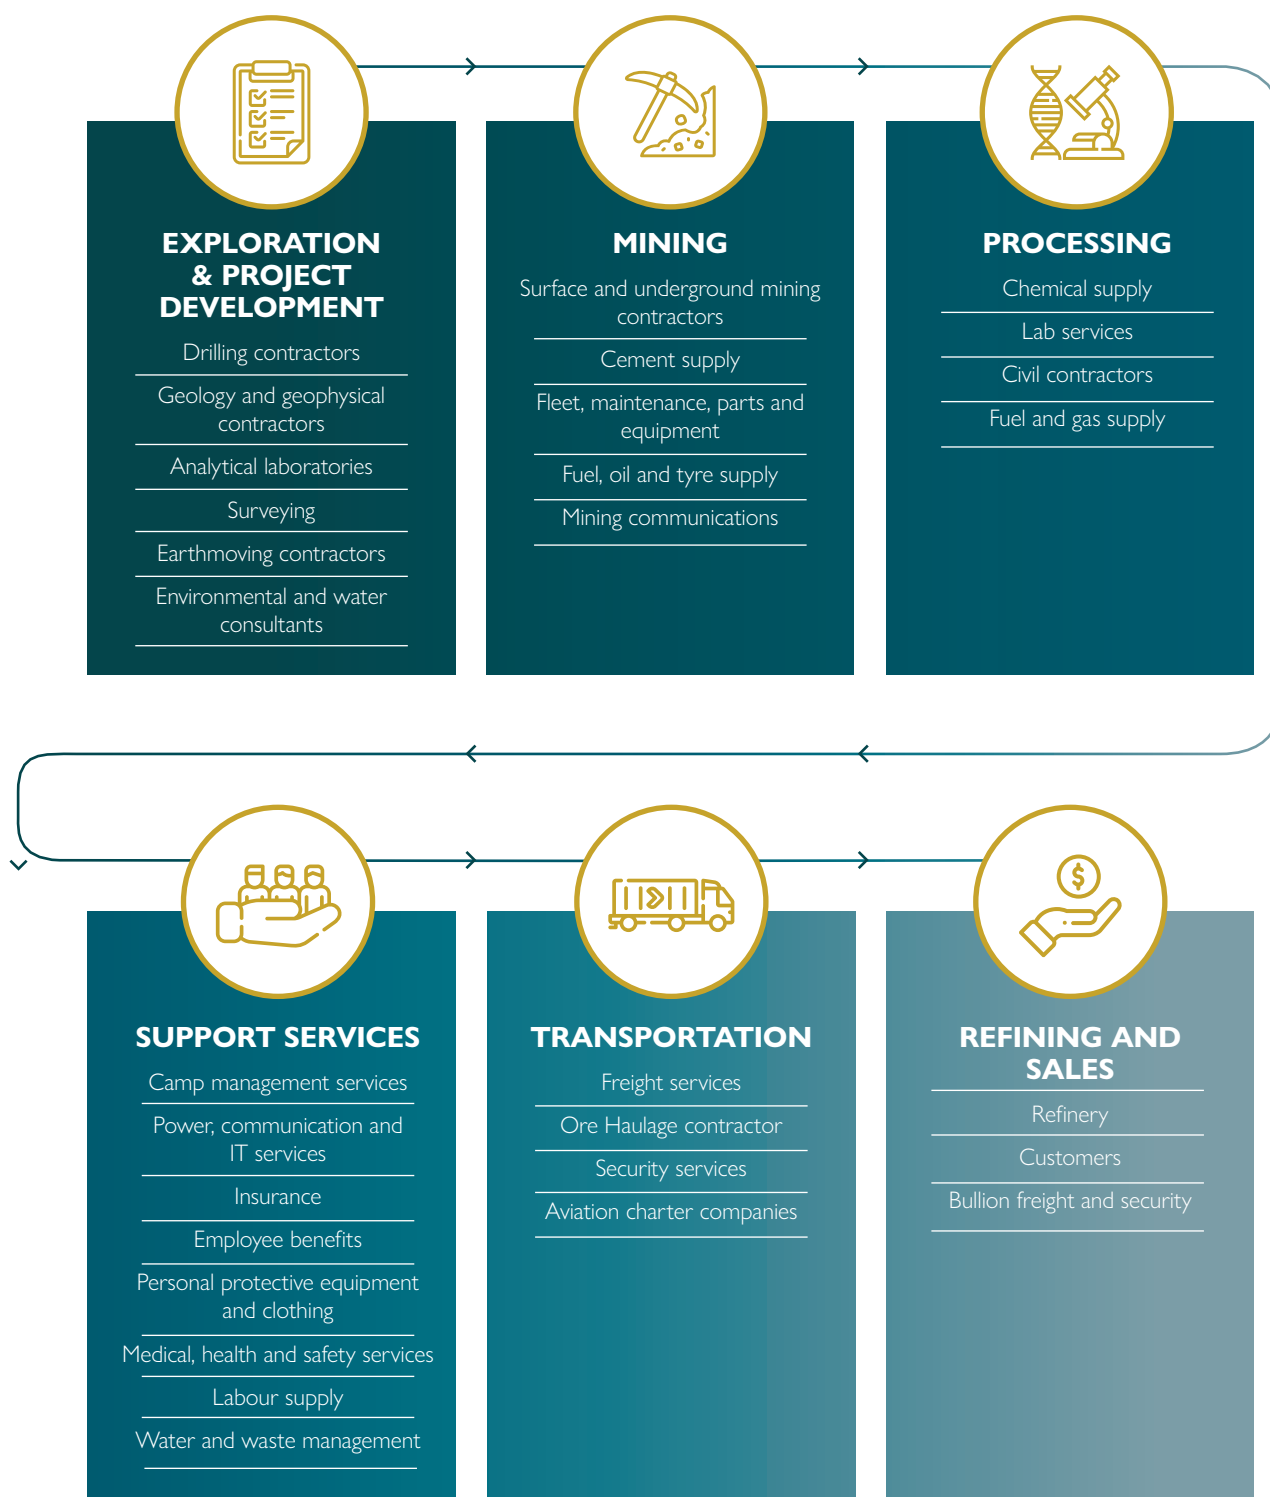 EXPLORATION
& PROJECT
DEVELOPMENT
Drilling contractors
Geology and geophysical
contractors
Analytical laboratories
Surveying
Earthmoving contractors
Environmental and water
consultants
MINING
Surface and underground mining
contractors
Cement supply
Fleet, maintenance, parts and
equipment
Fuel, oil and tyre supply
Mining communications
PROCESSING
Chemical supply
Lab services
Civil contractors
Fuel and gas supply
SUPPORT SERVICES
Camp management services
Power, communication and
IT services
Insurance
Employee benefits
Personal protective equipment
and clothing
Medical, health and safety services
Labour supply
Water and waste management
TRANSPORTATION
Freight services
Ore Haulage contractor
Security services
Aviation charter companies
$
REFINING AND
SALES
Refinery
Customers
Bullion freight and security